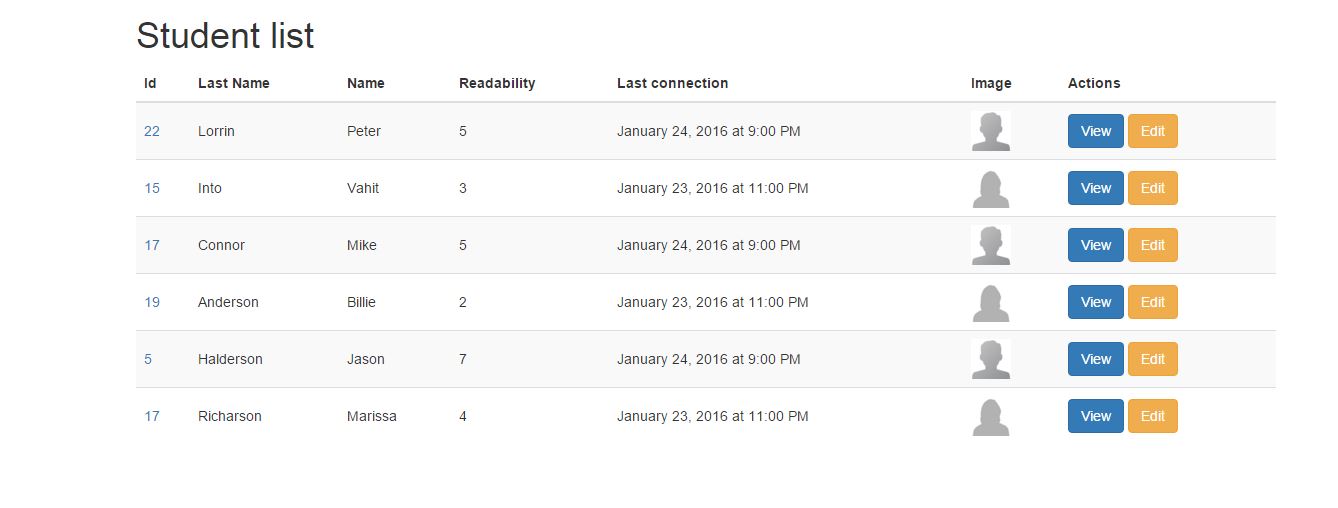 Student list
Id Last Name Name Readability Last connection Image Actions
22 Lorrin Peter 5 January 24, 2016 at 9:00 PM View Edit
15 Into Vahit 3 January 23, 2016 at 11:00 PM View Edit
17 Connor Mike 5 January 24, 2016 at 9:00 PM View Edit
19 Anderson Billie 2 January 23, 2016 at 11:00 PM View Edit
5 Halderson Jason 7 January 24, 2016 at 9:00 PM View Edit
17 Richarson Marissa 4 January 23, 2016 at 11:00 PM View Edit